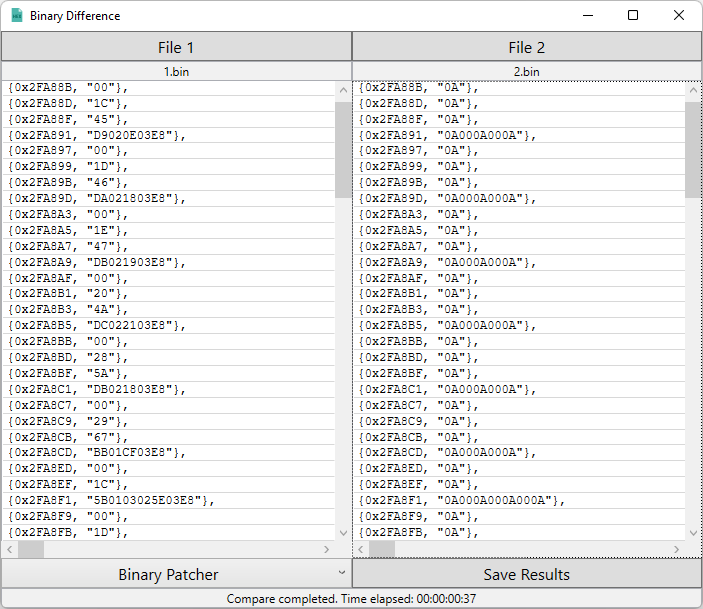 Binary Difference
File 1
File 2
1.bin
2.bin
{0x2FA88B, "00"},
{0x2FA88D, "1C"},
{0x2FA88F, "45"},
{0x2FA891, "D9020E03E8"},
{0x2FA897, "00"},
{0x2FA899, "1D"},
{0x2FA89B, "46"},
{0x2FA89D, "DA021803E8"},
{0x2FA8A3, "00"},
{0x2FA8A5, "1E"},
{0x2FA8A7, "47"},
{0x2FA8A9, "DB021903E8"},
{0x2FA8AF, "00"},
{0x2FA8B1, "20"},
{0x2FA8B3, "4A"},
{0x2FA8B5, "DC022103E8"},
{0x2FA8BB, "00"},
{0x2FA8BD, "28"},
{0x2FA8BF, "5A"},
{0x2FA8C1, "DB021803E8"},
{0x2FA8C7, "00"},
{0x2FA8C9, "29"},
{0x2FA8CB, "67"},
{0x2FA8CD, "BB01CF03E8"},
{0x2FA8ED, "00"},
{0x2FA8EF, "1C"},
{0x2FA8F1, "5B0103025E03E8"},
{0x2FA8F9, "00"},
{0x2FA8FB, "1D"},
{0x2FA88B, "0A"},
{0x2FA88D, "0A"},
{0x2FA88F, "0A"},
{0x2FA891, "0A000A000A"},
{0x2FA897, "0A"},
{0x2FA899, "0A"},
{0x2FA89B, "0A"},
{0x2FA89D, "0A000A000A"},
{0x2FA8A3, "0A"},
{0x2FA8A5, "0A"},
{0x2FA8A7, "0A"},
{0x2FA8A9, "0A000A000A"},
{0x2FA8AF, "0A"},
{0x2FA8B1, "0A"},
{0x2FA8B3, "0A"},
{0x2FA8B5, "0A000A000A"},
{0x2FA8BB, "0A"},
{0x2FA8BD, "0A"},
{0x2FA8BF, "0A"},
{0x2FA8C1, "0A000A000A"},
{0x2FA8C7, "0A"},
{0x2FA8C9, "0A"},
{0x2FA8CB, "0A"},
{0x2FA8CD, "0A000A000A"},
{0x2FA8ED, "0A"},
{0x2FA8EF, "0A"},
{0x2FA8F1, "0A000A000A000A"},
{0x2FA8F9, "0A"},
{0x2FA8FB, "0A"},
Binary Patcher
Save Results
Compare completed. Time elapsed: 00:00:00:37